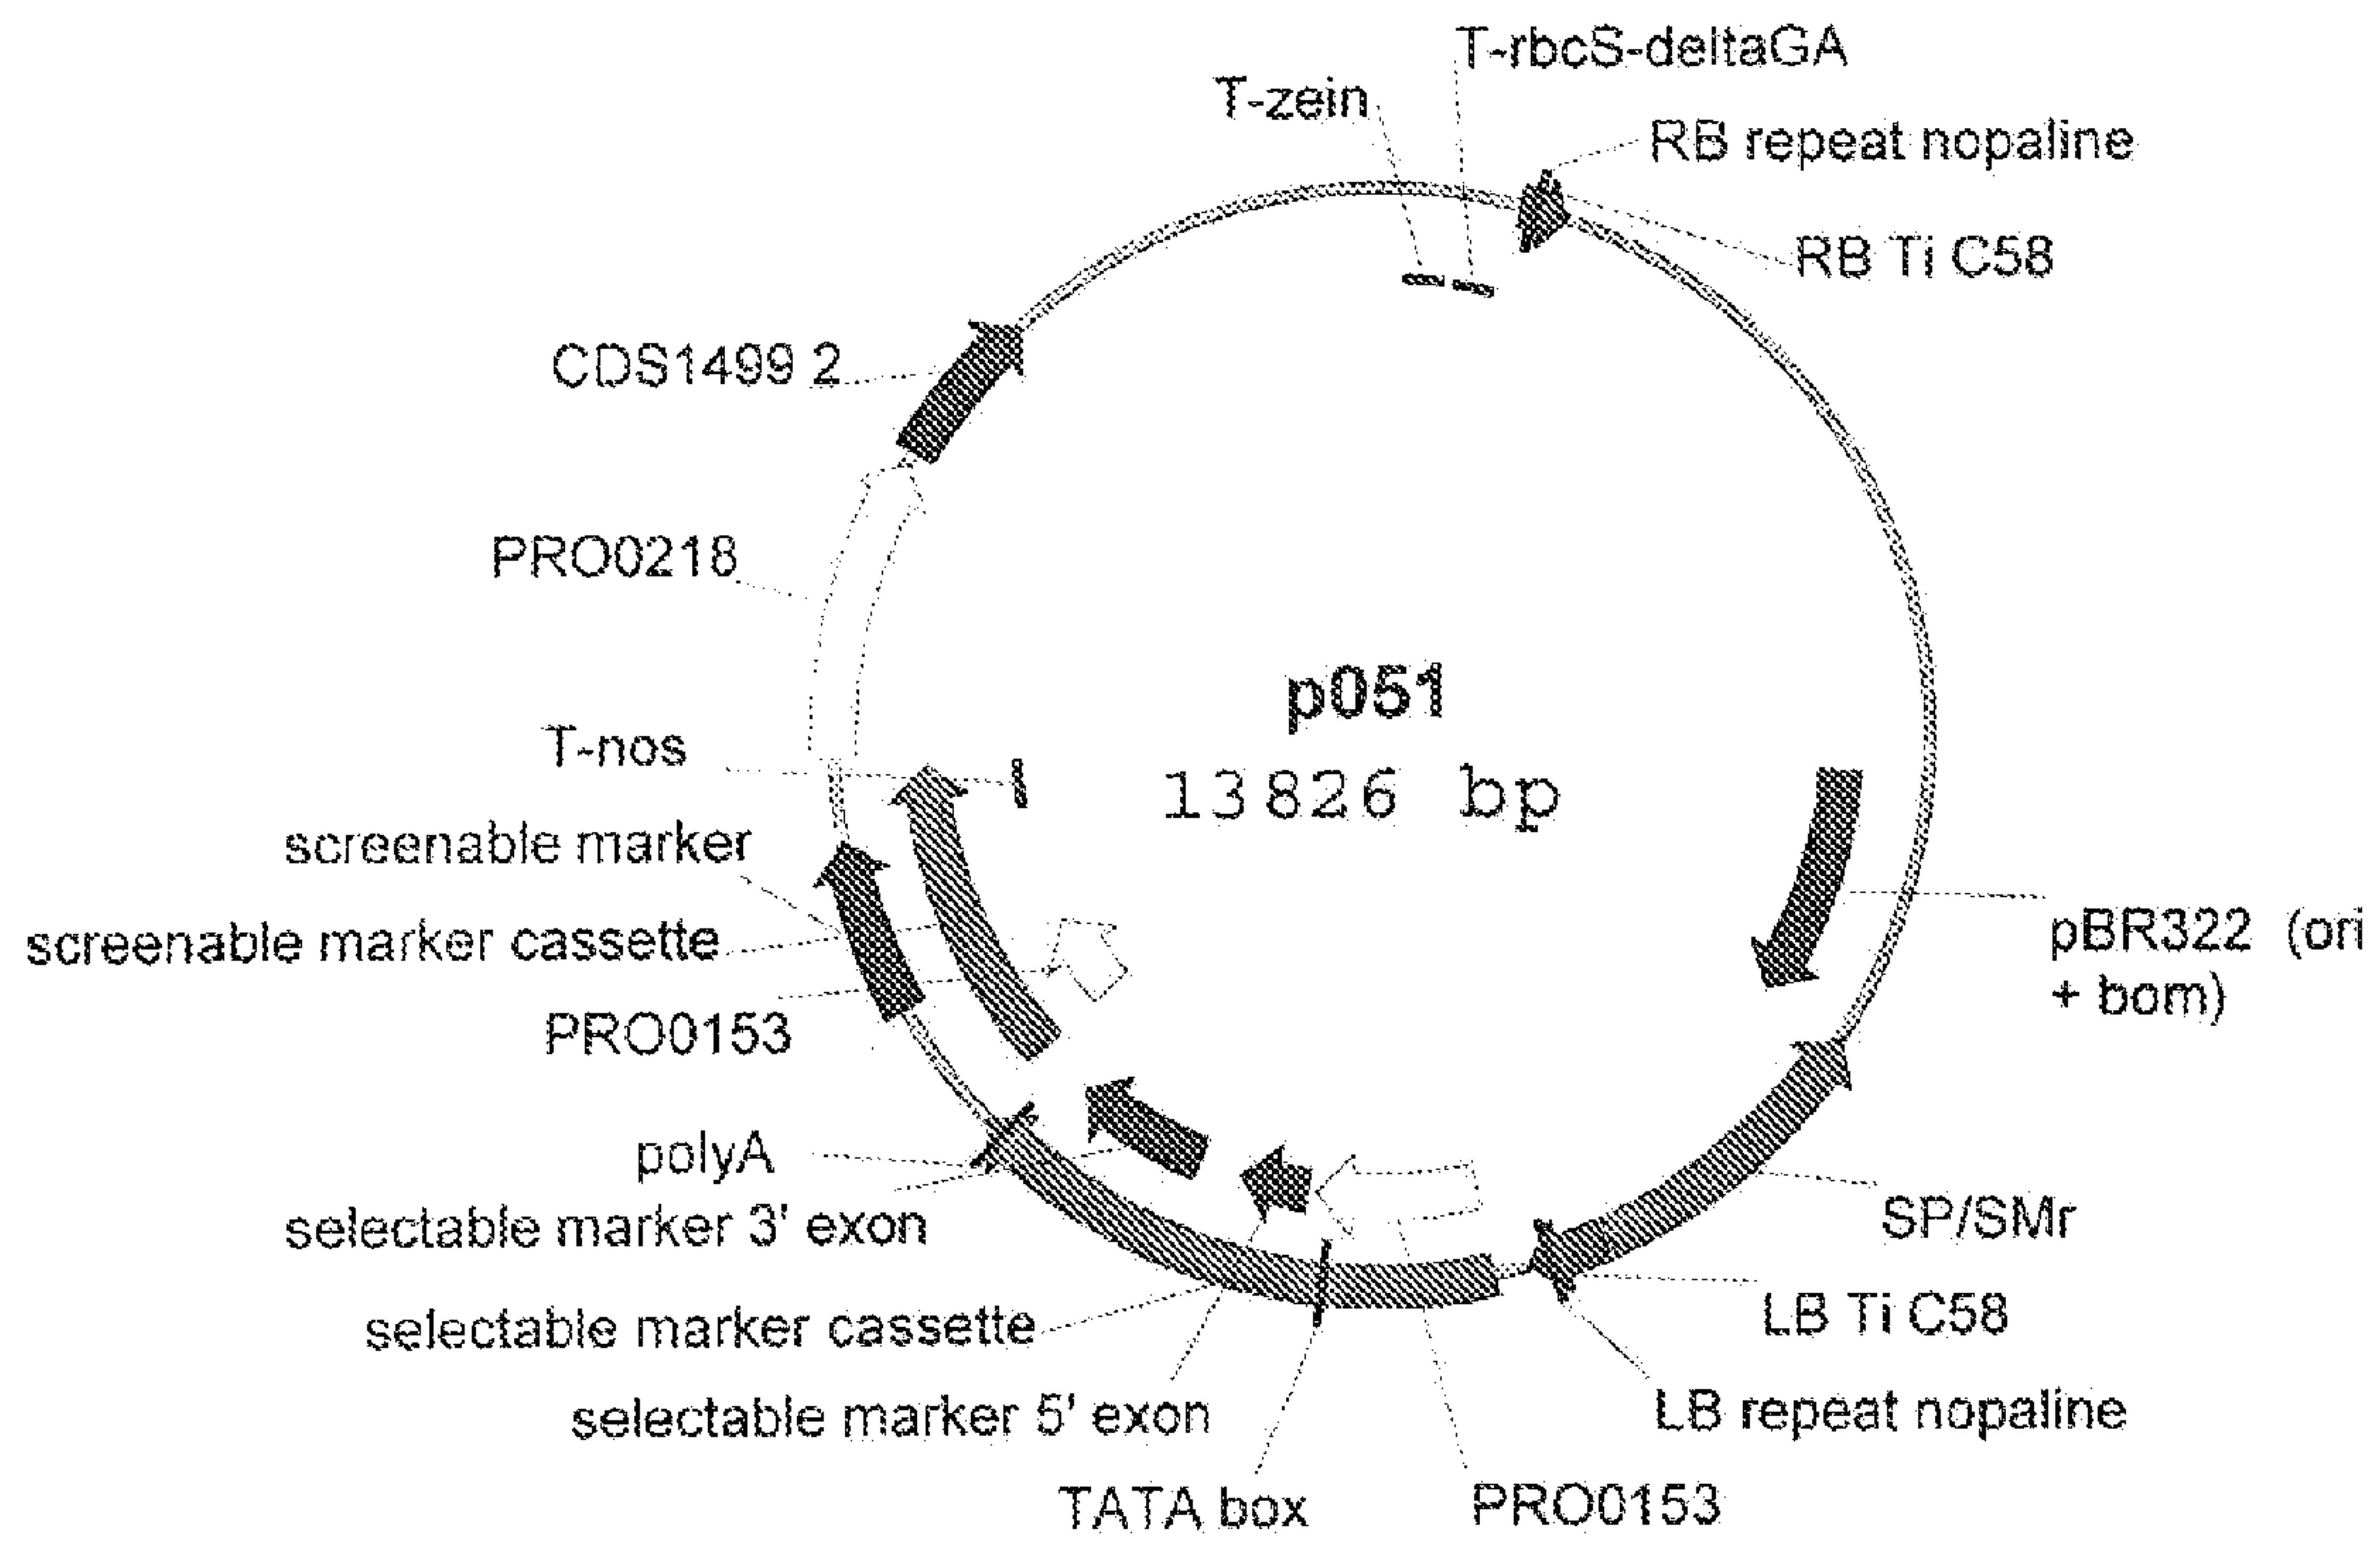 T-rbcS-deltaGA
T-zein
RB repeat nopaline
RB Ti C58
CDS1499 2
PRO0218
p051
T-nos
13826 bp
screenable marker
pBR322 (ori
+ bom)
screenable marker cassette
PRO0153
polyA
SP/SMr
selectable marker 3' exon
LB Ti C58
selectable marker cassette
LB repeat nopaline
selectable marker 5' exon
TATA box
PRO0153